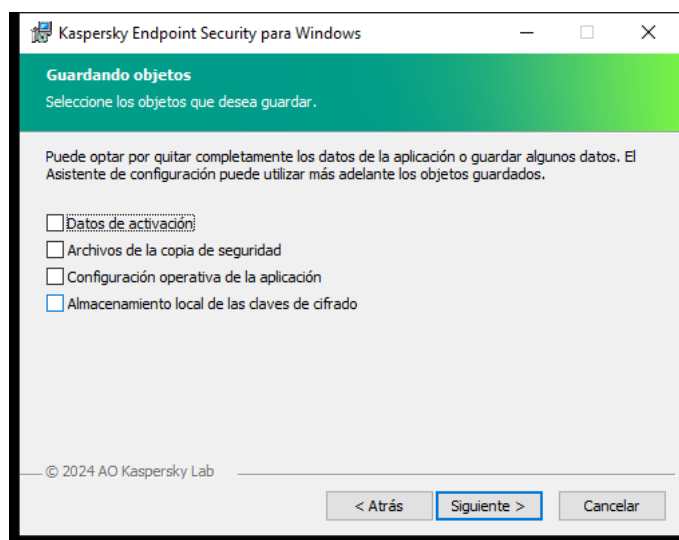 Kaspersky Endpoint Security para Windows
Guardando objetos
Seleccione los objetos que desea guardar.
Puede optar por quitar completamente los datos de la aplicación o guardar algunos datos. El
Asistente de configuración puede utilizar más adelante los objetos guardados.
Datos de activación
Archivos de la copia de seguridad
Configuración operativa de la aplicación
Almacenamiento local de las claves de cifrado
© 2024 AO Kaspersky Lab
< Atrás
Siguiente >
Cancelar